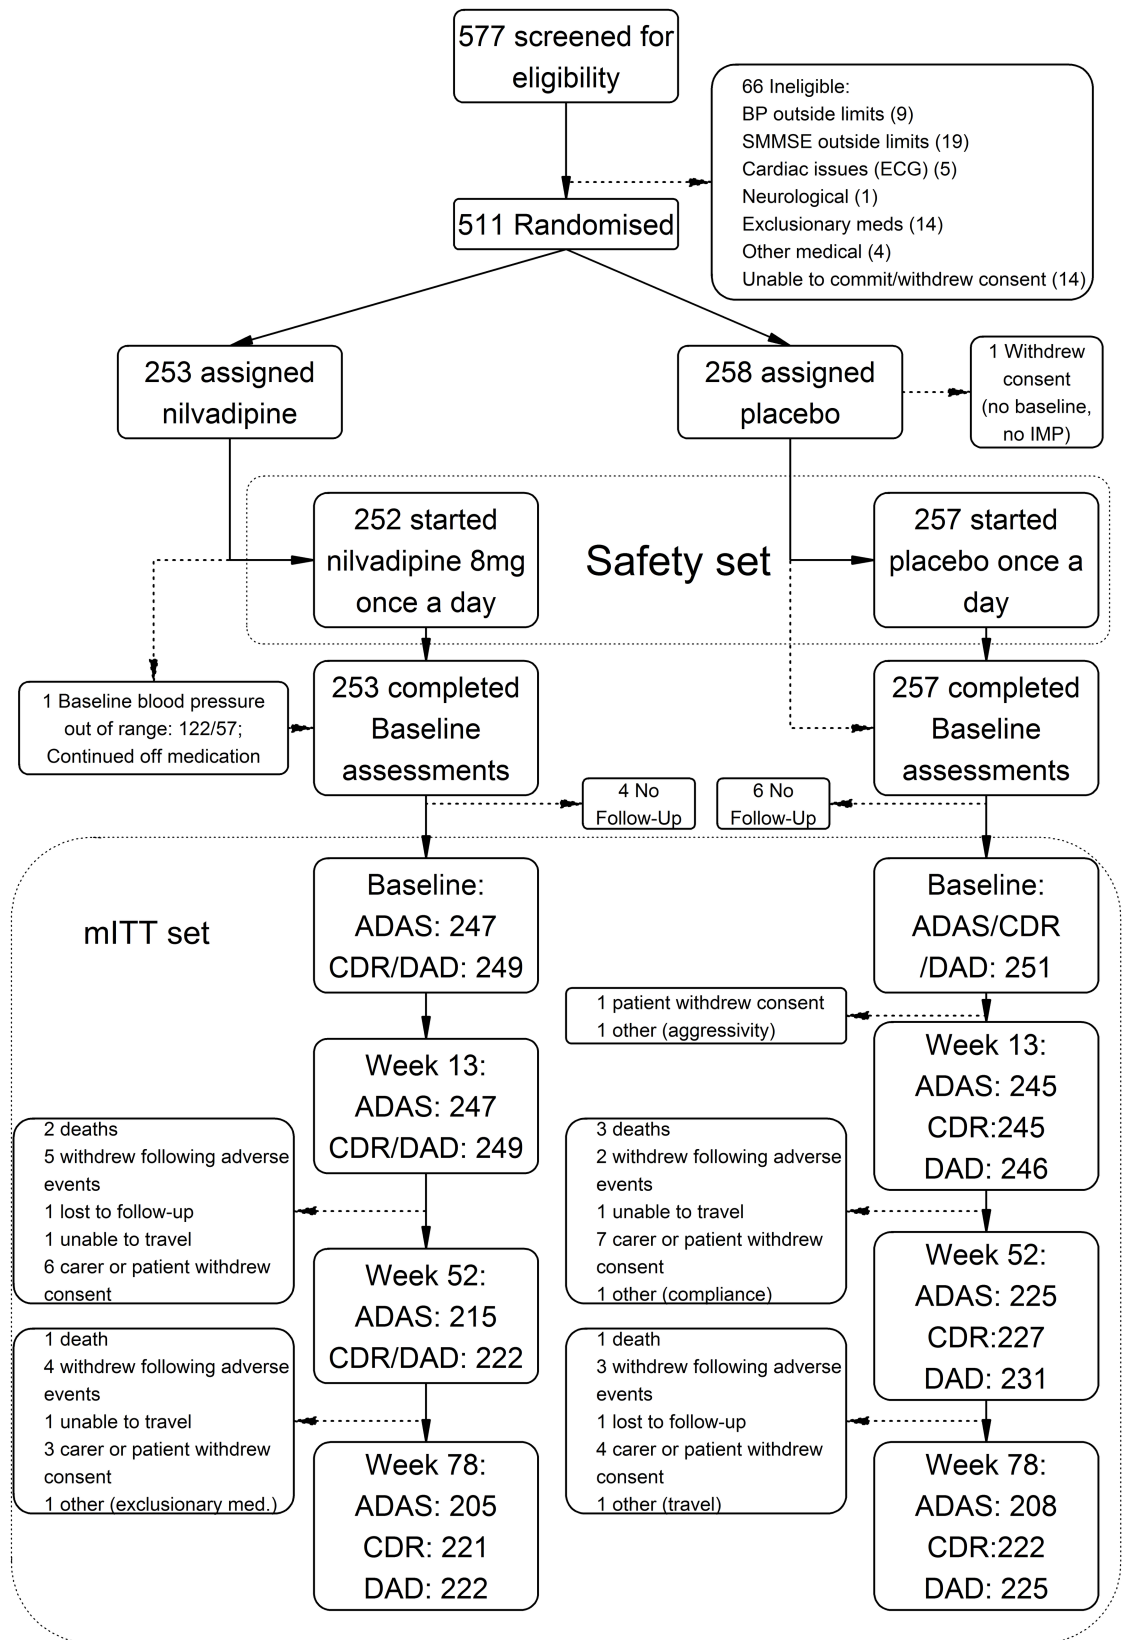 577 screened for
eligibility
66 Ineligible:
BP outside limits (9)
SMMSE outside limits (19)
Cardiac issues (ECG) (5)
Neurological (1)
Exclusionary meds (14)
Other medical (4)
Unable to commit/withdrew consent (14)
511 Randomised
253 assigned
nilvadipine
258 assigned
placebo
1 Withdrew
consent
(no baseline,
no IMP)
252 started
nilvadipine 8mg
once a day
Safety set
257 started
placebo once a
day
1 Baseline blood pressure
out of range: 122/57;
Continued off medication
253 completed
Baseline
assessments
257 completed
Baseline
assessments
4 No
Follow-Up
6 No
Follow-Up
mITT set
Baseline:
ADAS: 247
CDR/DAD: 249
Baseline:
ADAS/CDR
/DAD: 251
1 patient withdrew consent
1 other (aggressivity)
Week 13:
ADAS: 247
CDR/DAD: 249
Week 13:
ADAS: 245
CDR:245
DAD: 246
2 deaths
5 withdrew following adverse
events
1 lost to follow-up
1 unable to travel
6 carer or patient withdrew
consent
3 deaths
2 withdrew following adverse
events
1 unable to travel
7 carer or patient withdrew
consent
1 other (compliance)
Week 52:
ADAS: 215
CDR/DAD: 222
Week 52:
ADAS: 225
CDR:227
DAD: 231
1 death
4 withdrew following adverse
events
1 unable to travel
3 carer or patient withdrew
consent
1 other (exclusionary med.)
1 death
3 withdrew following adverse
events
1 lost to follow-up
4 carer or patient withdrew
consent
1 other (travel)
Week 78:
ADAS: 205
CDR: 221
DAD: 222
Week 78:
ADAS: 208
CDR:222
DAD: 225